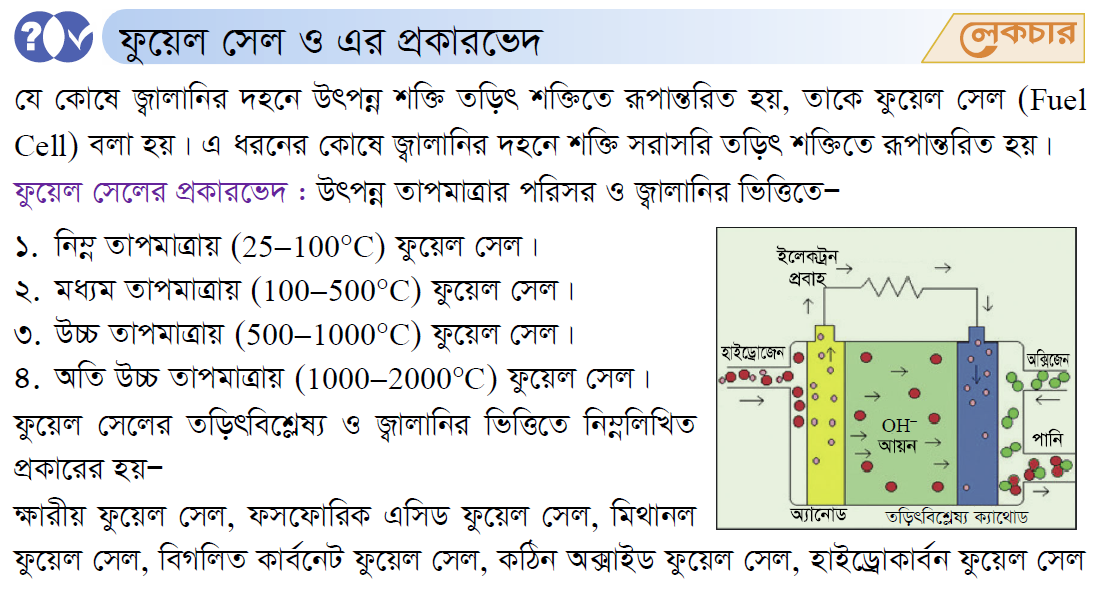 ফুয়েল সেল ও এর প্রকারভেদ
লেকচার
যে কোষে জ্বালানির দহনে উৎপন্ন শক্তি তড়িৎ শক্তিতে রূপান্তরিত হয়, তাকে ফুয়েল সেল (Fuel
Cell) বলা হয়। এ ধরনের কোষে জ্বালানির দহনে শক্তি সরাসরি তড়িৎ শক্তিতে রূপান্তরিত হয়।
ফুয়েল সেলের প্রকারভেদ : উৎপন্ন তাপমাত্রার পরিসর ও জ্বালানির ভিত্তিতে–
১. নিম্ন তাপমাত্রায় (25–100°C) ফুয়েল সেল।
২. মধ্যম তাপমাত্রায় (100–500°C) ফুয়েল সেল।
৩. উচ্চ তাপমাত্রায় (500–1000°C) ফুয়েল সেল।
৪. অতি উচ্চ তাপমাত্রায় (1000–2000°C) ফুয়েল সেল।
ফুয়েল সেলের তড়িৎবিশ্লেষ্য ও জ্বালানির ভিত্তিতে নিম্নলিখিত
প্রকারের হয়–
ক্ষারীয় ফুয়েল সেল, ফসফোরিক এসিড ফুয়েল সেল, মিথানল
ফুয়েল সেল, বিগলিত কার্বনেট ফুয়েল সেল, কঠিন অক্সাইড ফুয়েল সেল, হাইড্রোকার্বন ফুয়েল সেল
ইলেকট্রন
প্রবাহ
হাইড্রোজেন
অক্সিজেন
OH⁻
আয়ন
পানি
অ্যানোড
তড়িৎবিশ্লেষ্য ক্যাথোড